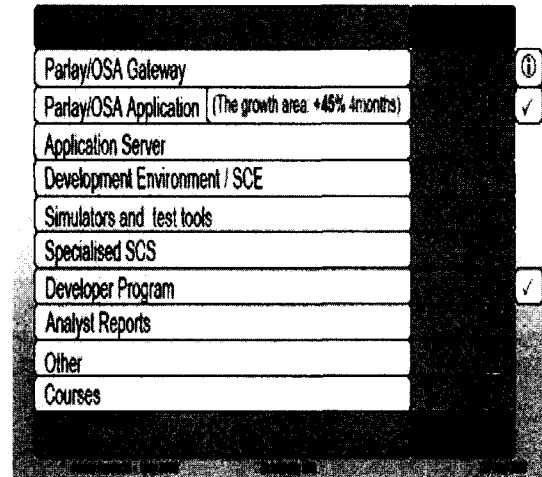 Parlay/OSA Gateway
Parlay/OSA Application (The growth area: +45% 4months)
Application Server
Development Environment / SCE
Simulators and test tools
Specialised SCS
Developer Program
Analyst Reports
Other
Courses